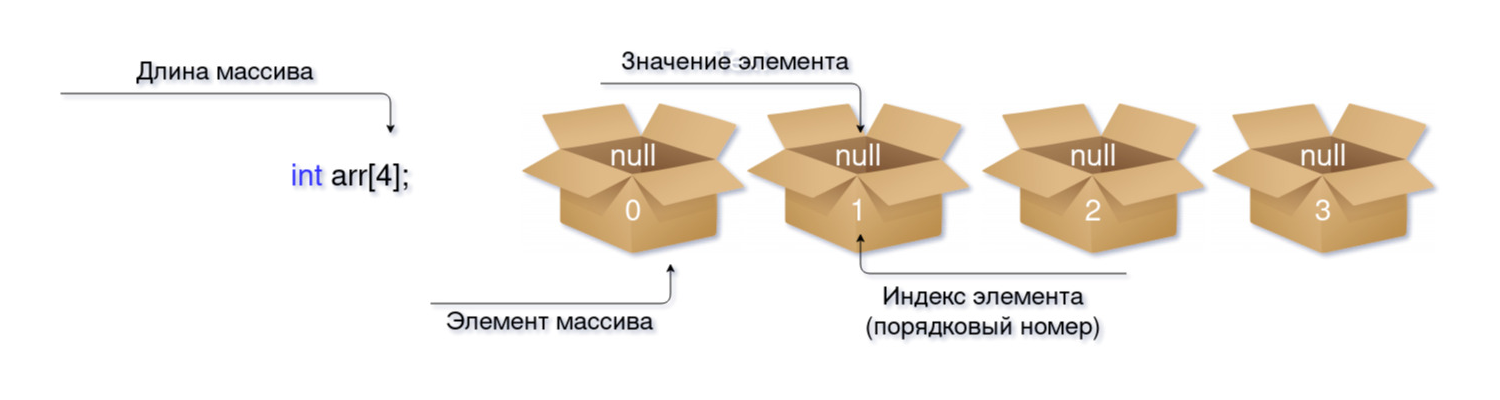 Длина массива
int arr[4];
Значение элемента
null null null null
0 1 2 3
Элемент массива
Индекс элемента
(порядковый номер)